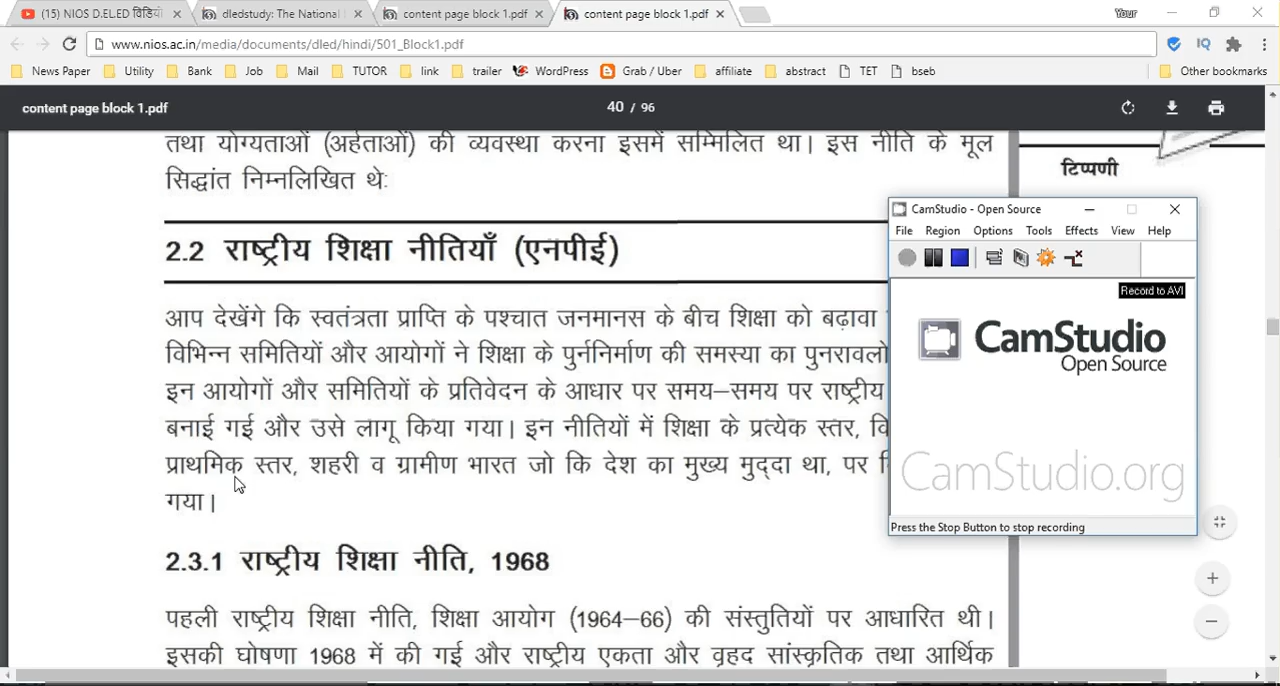 (15) NIOS D.ELED विडियो dledstudy: The National content page block 1.pdf content page block 1.pdf Your
www.nios.ac.in/media/documents/dled/hindi/501_Block1.pdf
News Paper Utility Bank Job Mail TUTOR link trailer WordPress Grab / Uber affiliate abstract TET bseb Other bookmarks
content page block 1.pdf 40 / 96
तथा योग्यताओं (अर्हताओं) की व्यवस्था करना इसमें सम्मिलित था। इस नीति के मूल
सिद्धांत निम्नलिखित थे:
टिप्पणी
2.2 राष्ट्रीय शिक्षा नीतियाँ (एनपीई)
आप देखेंगे कि स्वतंत्रता प्राप्ति के पश्चात जनमानस के बीच शिक्षा को बढ़ावा
विभिन्न समितियों और आयोगों ने शिक्षा के पुर्ननिर्माण की समस्या का पुनरावलो
इन आयोगों और समितियों के प्रतिवेदन के आधार पर समय–समय पर राष्ट्रीय
बनाई गई और उसे लागू किया गया। इन नीतियों में शिक्षा के प्रत्येक स्तर, वि
प्राथमिक स्तर, शहरी व ग्रामीण भारत जो कि देश का मुख्य मुद्दा था, पर वि
गया।
2.3.1 राष्ट्रीय शिक्षा नीति, 1968
पहली राष्ट्रीय शिक्षा नीति, शिक्षा आयोग (1964–66) की संस्तुतियों पर आधारित थी।
इसकी घोषणा 1968 में की गई और राष्ट्रीय एकता और वृहद सांस्कृतिक तथा आर्थिक
CamStudio - Open Source
File Region Options Tools Effects View Help
Record to AVI
CamStudio
Open Source
CamStudio.org
Press the Stop Button to stop recording